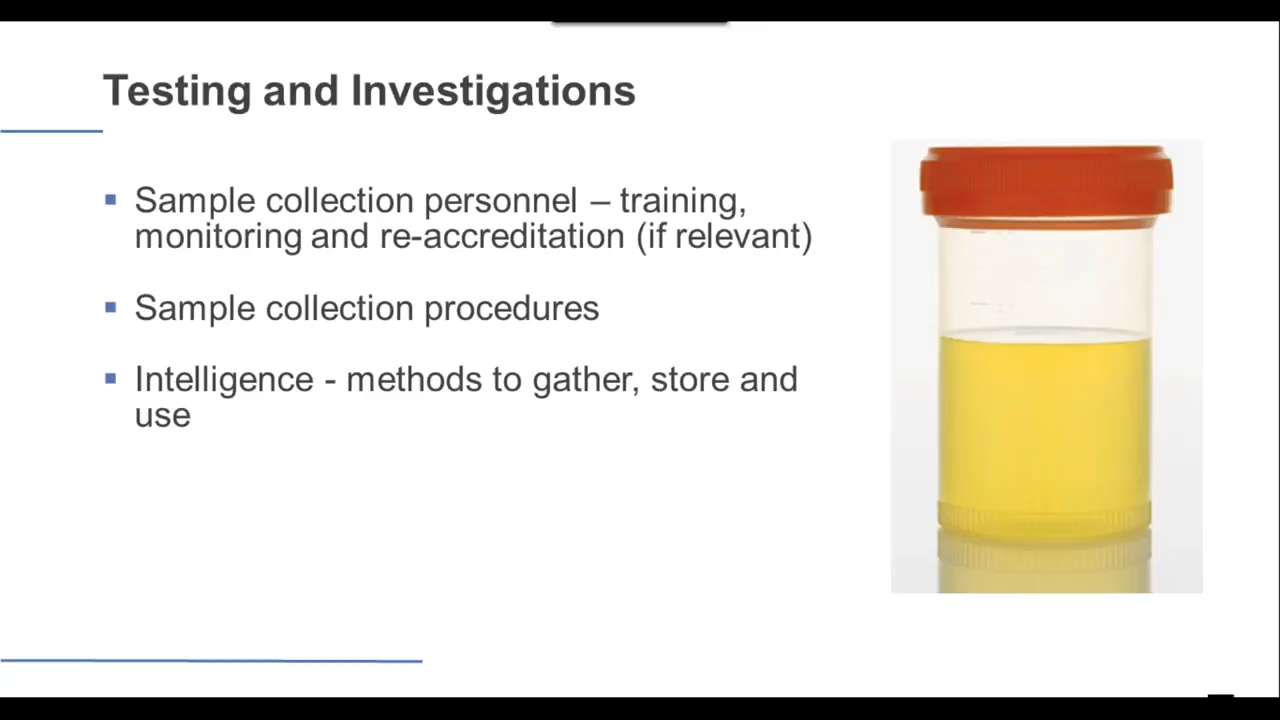 Testing and Investigations
Sample collection personnel – training,
monitoring and re-accreditation (if relevant)
Sample collection procedures
Intelligence - methods to gather, store and
use